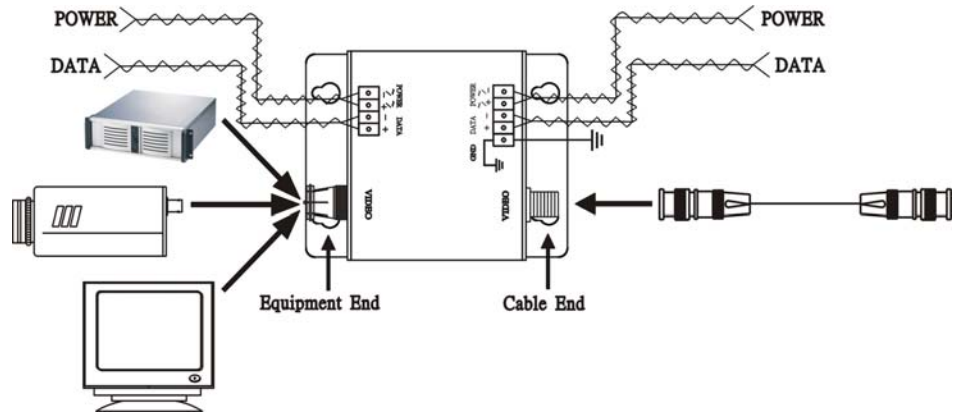 POWER
DATA
POWER
DATA
POWER
+ -
DATA
VIDEO
POWER
DATA
+ -
GND
VIDEO
Equipment End
Cable End